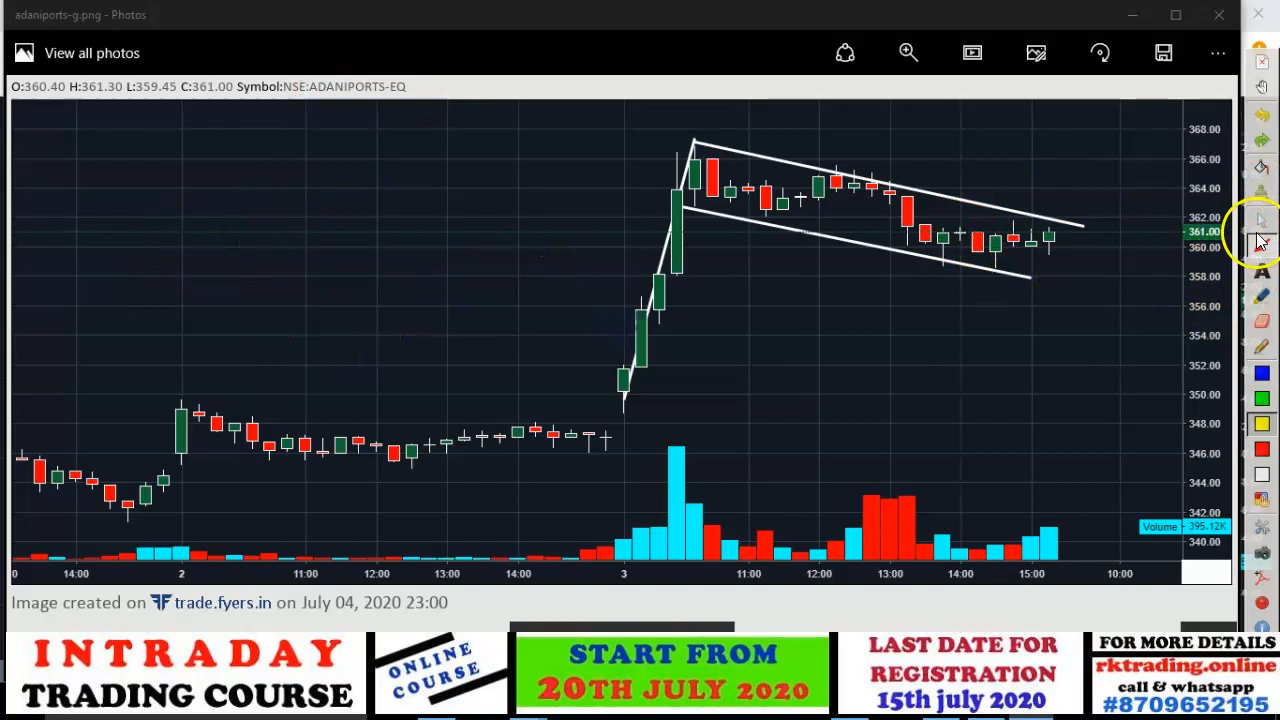 adaniports-g.png - Photos
View all photos
O:360.40 H:361.30 L:359.45 C:361.00 Symbol:NSE:ADANIPORTS-EQ
368.00
366.00
364.00
362.00
361.00
360.00
358.00
356.00
354.00
352.00
350.00
348.00
346.00
344.00
342.00
Volume 395.12K
340.00
0 14:00 2 11:00 12:00 13:00 14:00 3 11:00 12:00 13:00 14:00 15:00 10:00
Image created on trade.fyers.in on July 04, 2020 23:00
INTRADAY
TRADING COURSE
ONLINE
COURSE
START FROM
20TH JULY 2020
LAST DATE FOR
REGISTRATION
15th july 2020
FOR MORE DETAILS
rktrading.online
call & whatsapp
#8709652195